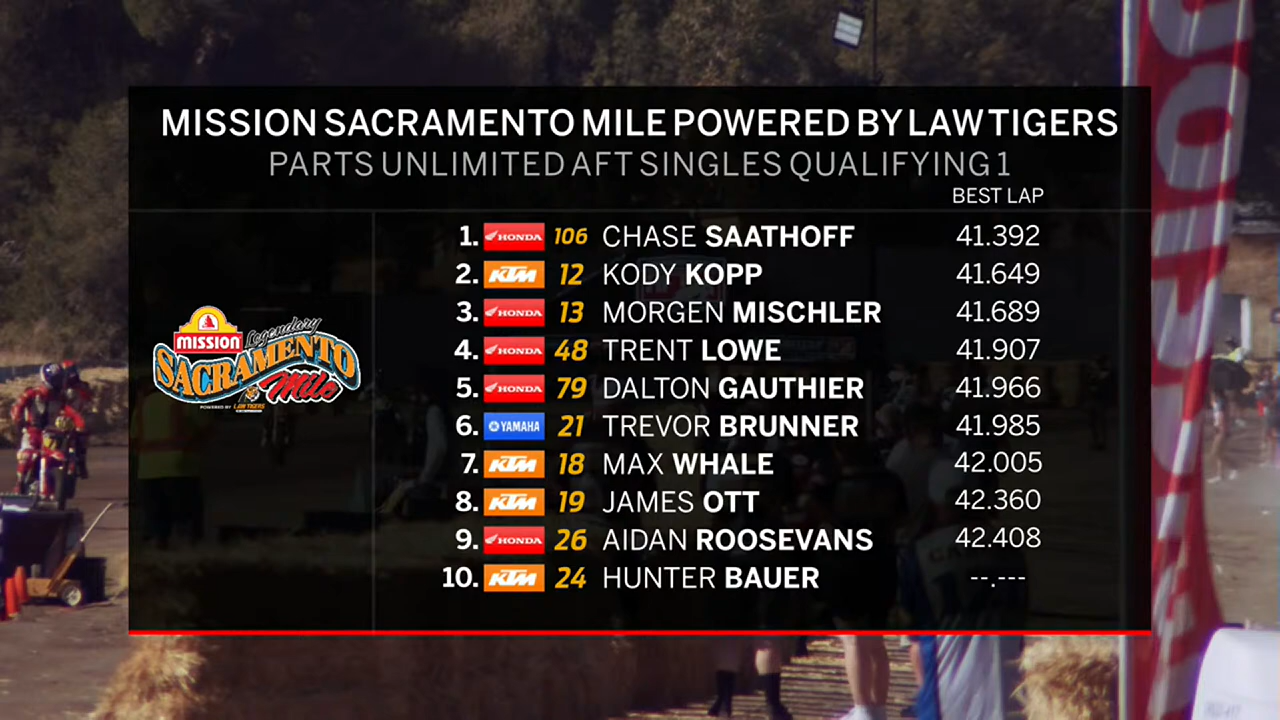 MISSION SACRAMENTO MILE POWERED BY LAW TIGERS
PARTS UNLIMITED AFT SINGLES QUALIFYING 1
BEST LAP
1. HONDA 106 CHASE SAATHOFF 41.392
2. KTM 12 KODY KOPP 41.649
3. HONDA 13 MORGEN MISCHLER 41.689
4. HONDA 48 TRENT LOWE 41.907
5. HONDA 79 DALTON GAUTHIER 41.966
6. YAMAHA 21 TREVOR BRUNNER 41.985
7. KTM 18 MAX WHALE 42.005
8. KTM 19 JAMES OTT 42.360
9. HONDA 26 AIDAN ROOSEVANS 42.408
10. KTM 24 HUNTER BAUER --.---
MISSION Legendary
SACRAMENTO
Mile
POWERED BY LAW TIGERS